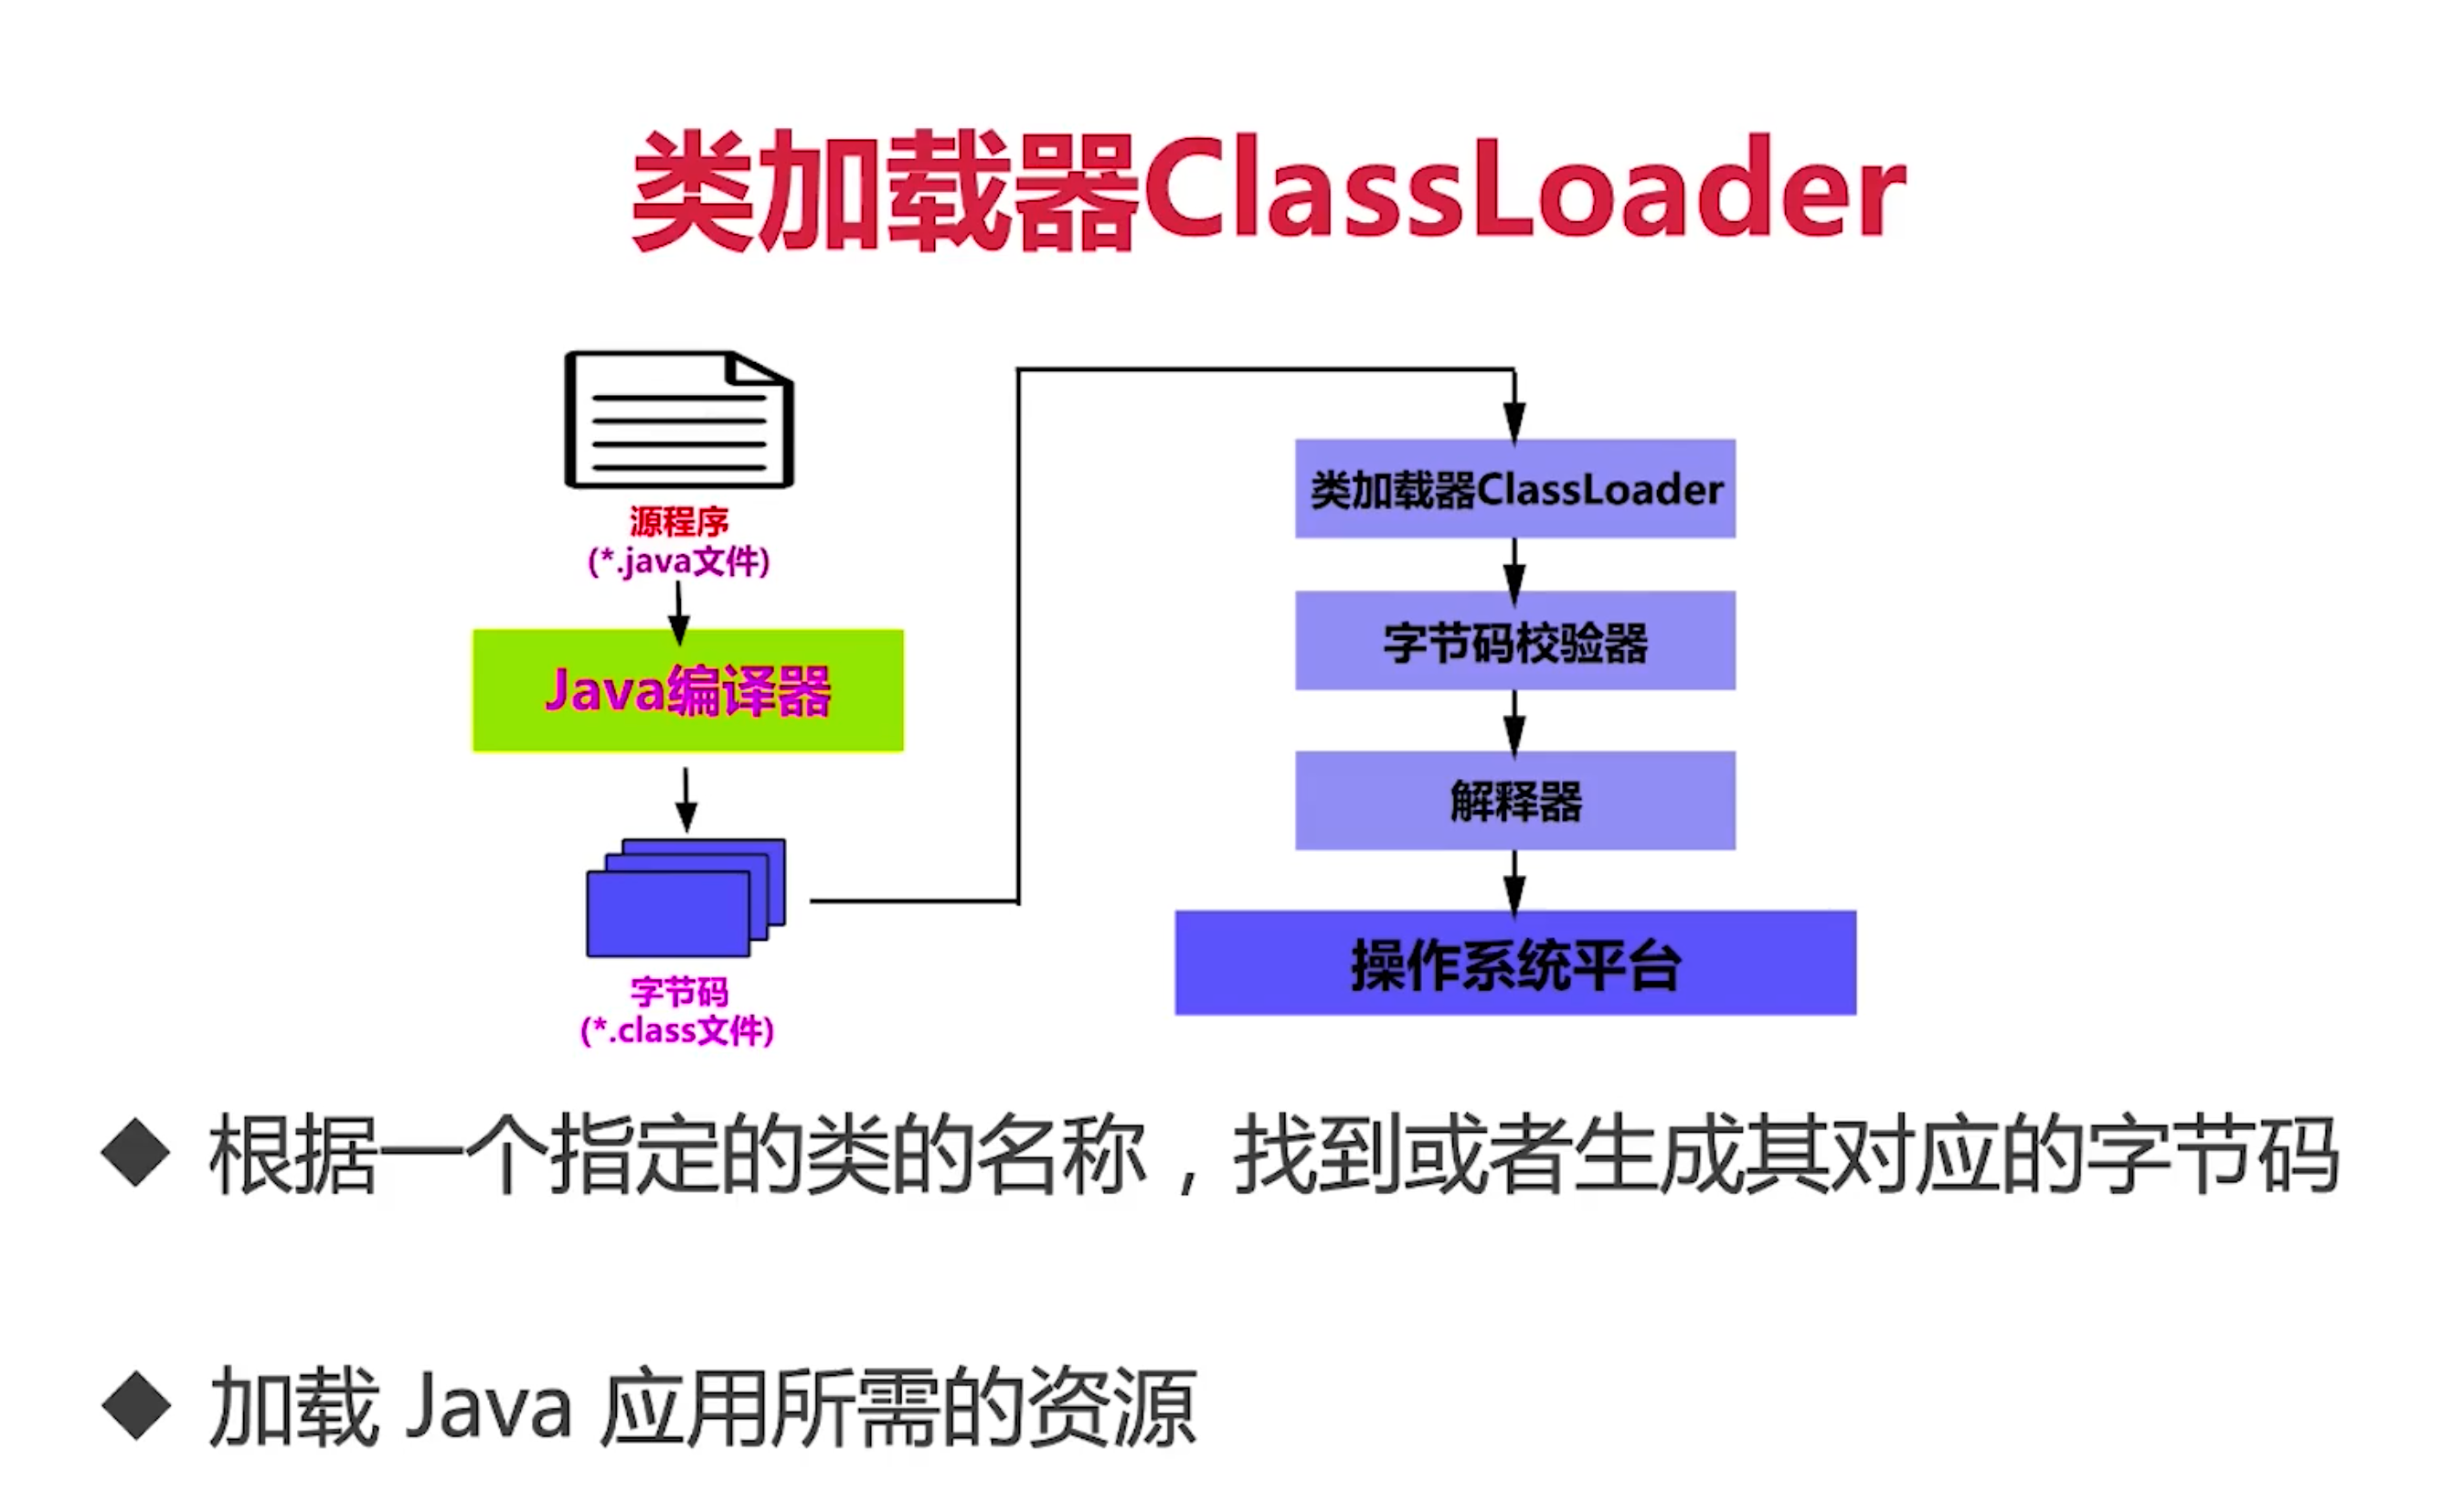 类加载器ClassLoader
源程序
(*.java文件)
Java编译器
字节码
(*.class文件)
类加载器ClassLoader
字节码校验器
解释器
操作系统平台
◆ 根据一个指定的类的名称，找到或者生成其对应的字节码
◆ 加载 Java 应用所需的资源